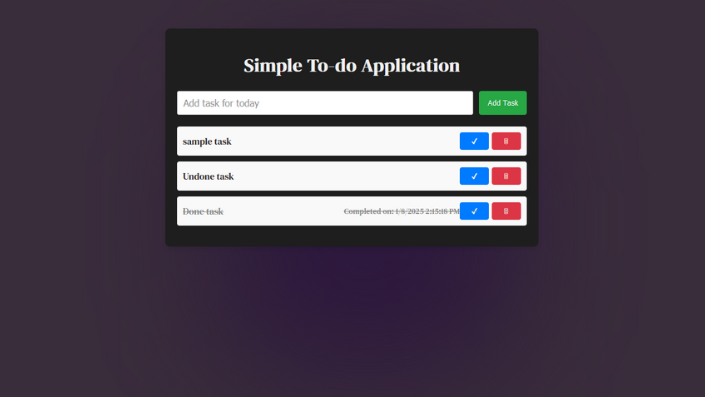 Simple To-do Application
Add task for today
Add Task
sample task
Undone task
Done task
Completed on: 1/8/2025 2:15:18 PM